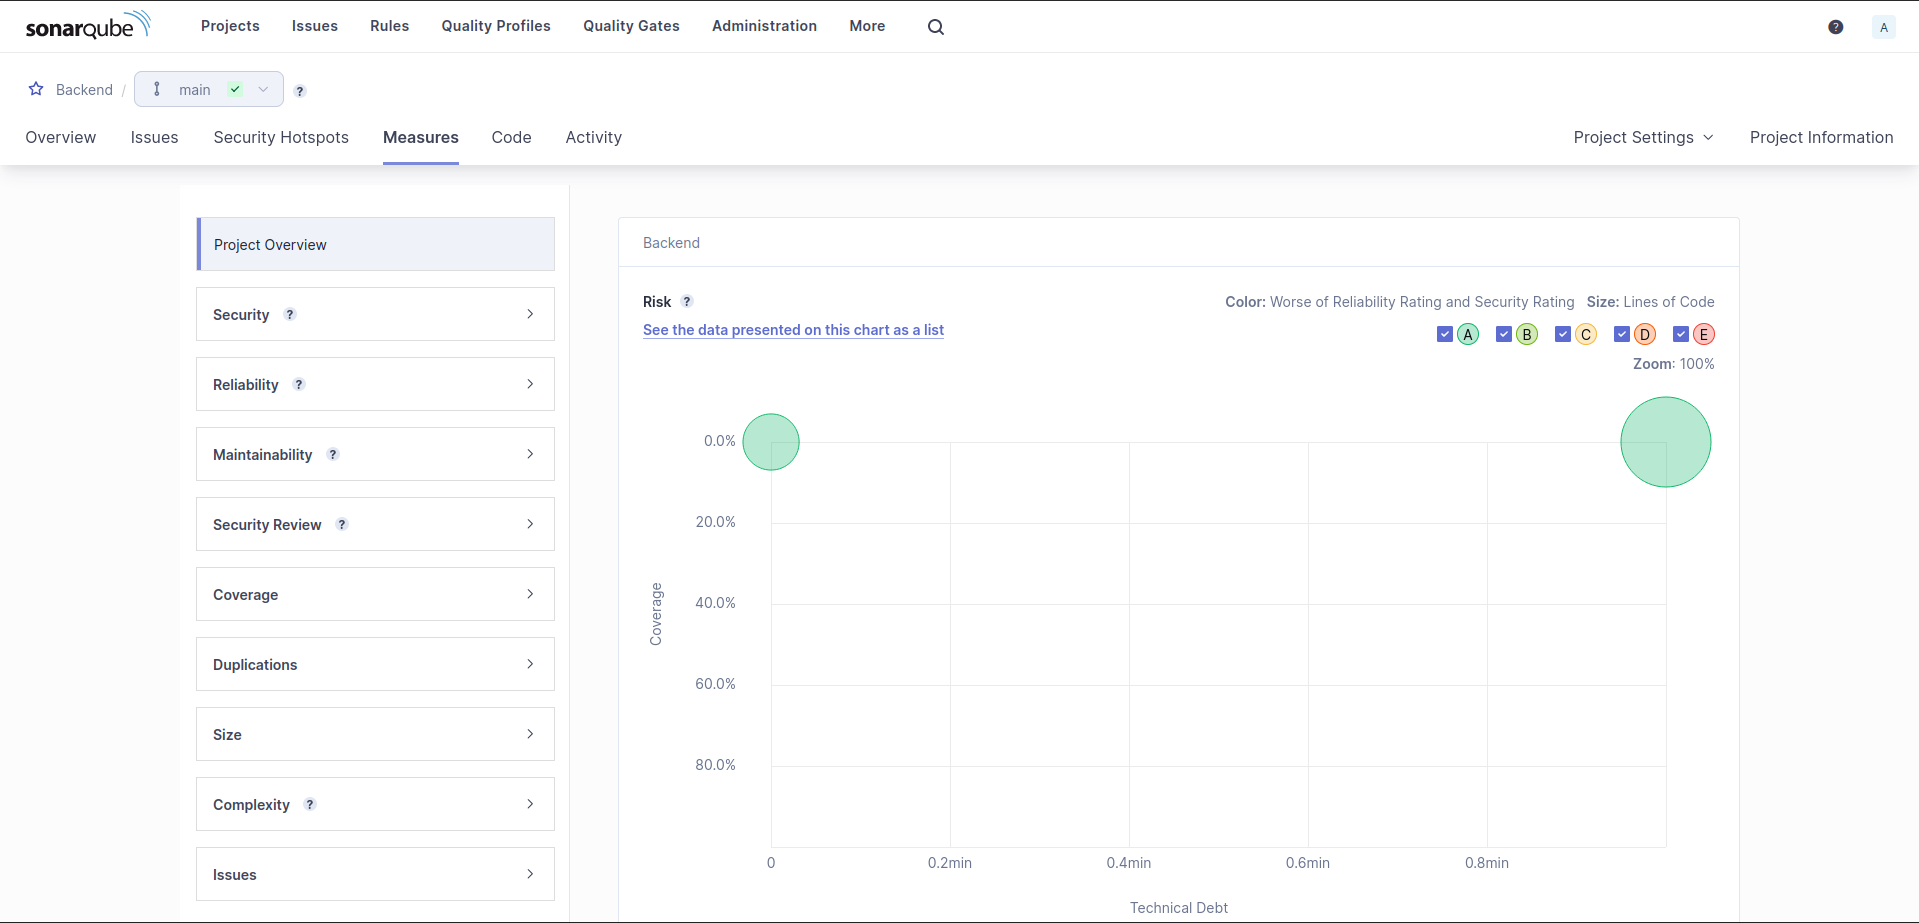 sonarqube Projects Issues Rules Quality Profiles Quality Gates Administration More ? A
Backend / main ?
Overview Issues Security Hotspots Measures Code Activity Project Settings Project Information
Project Overview
Security ?
Reliability ?
Maintainability ?
Security Review ?
Coverage
Duplications
Size
Complexity ?
Issues
Backend
Risk ? Color: Worse of Reliability Rating and Security Rating Size: Lines of Code
See the data presented on this chart as a list
A B C D E
Zoom: 100%
0.0%
20.0%
40.0%
60.0%
80.0%
Coverage
0 0.2min 0.4min 0.6min 0.8min
Technical Debt